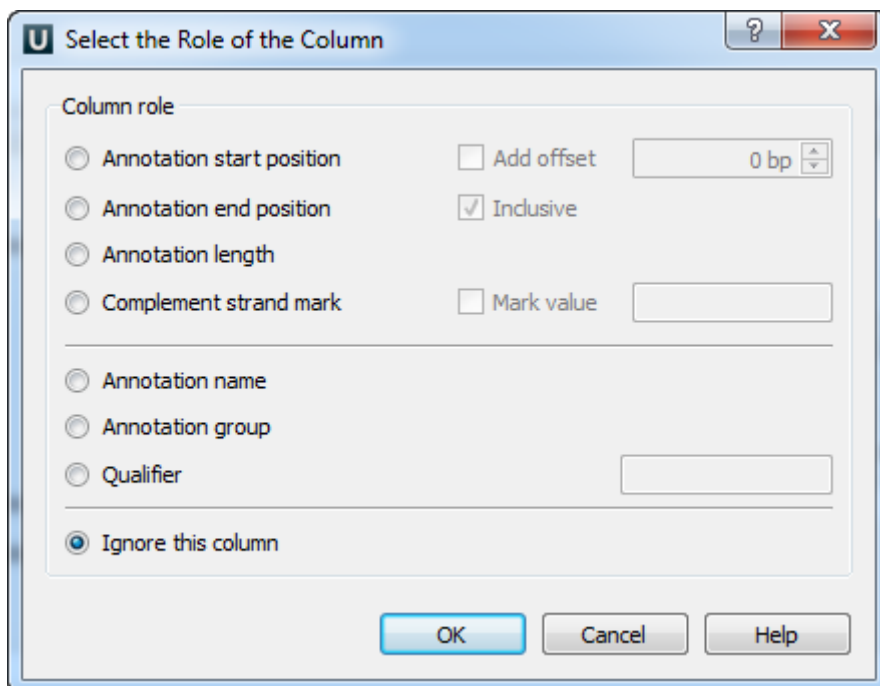 U Select the Role of the Column ?
Column role
Annotation start position Add offset 0 bp
Annotation end position Inclusive
Annotation length
Complement strand mark Mark value
Annotation name
Annotation group
Qualifier
Ignore this column
OK Cancel Help